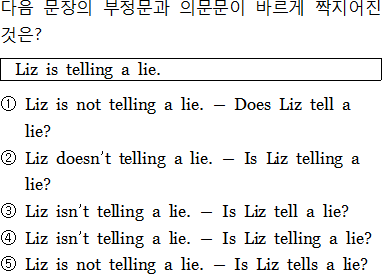 다음 문장의 부정문과 의문문이 바르게 짝지어진
것은?
Liz is telling a lie.
① Liz is not telling a lie. － Does Liz tell a
lie?
② Liz doesn't telling a lie. － Is Liz telling a
lie?
③ Liz isn't telling a lie. － Is Liz tell a lie?
④ Liz isn't telling a lie. － Is Liz telling a lie?
⑤ Liz is not telling a lie. － Is Liz tells a lie?